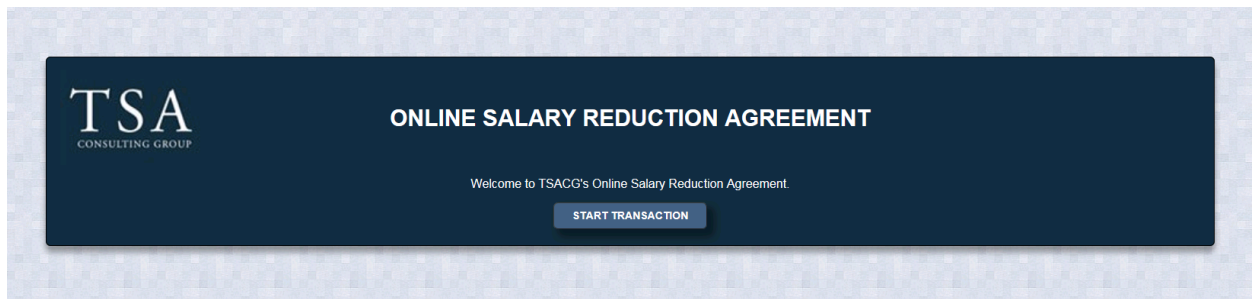 TSA
CONSULTING GROUP
ONLINE SALARY REDUCTION AGREEMENT
Welcome to TSACG's Online Salary Reduction Agreement.
START TRANSACTION